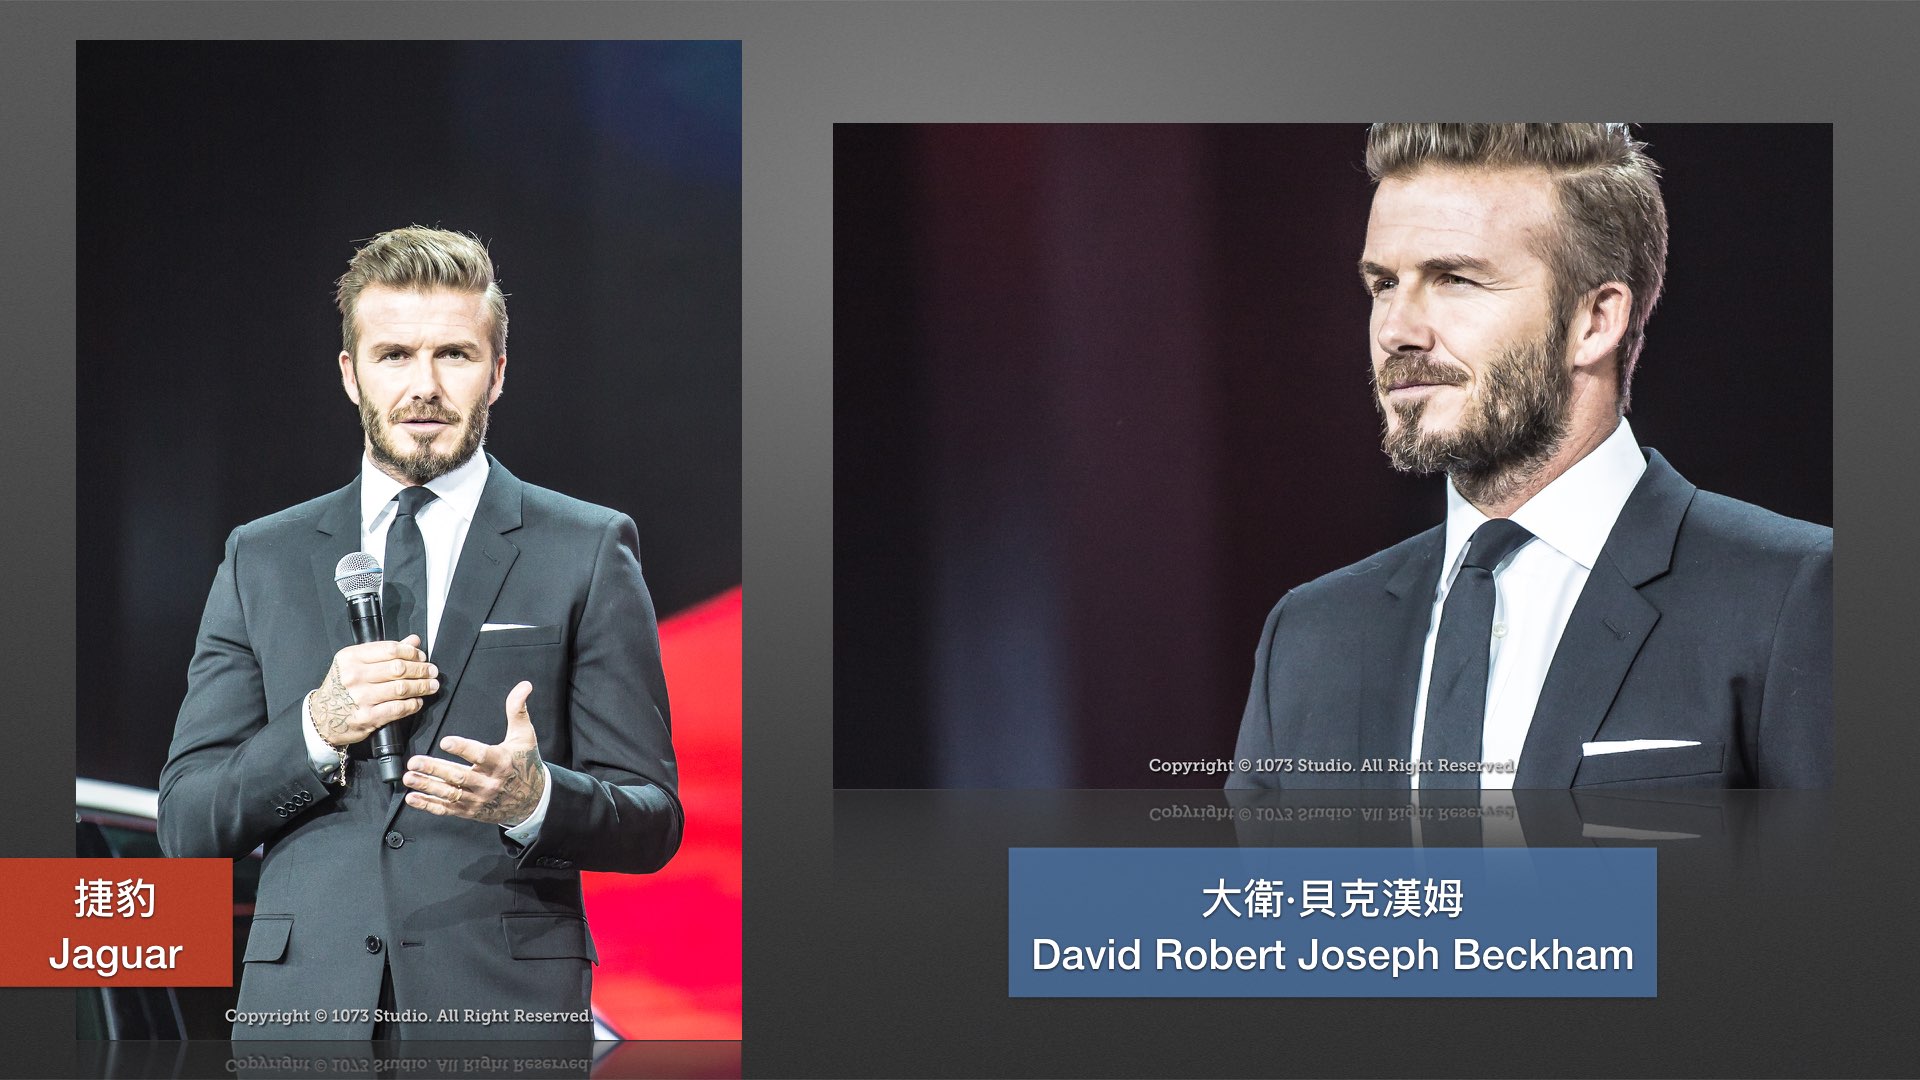 捷豹
Jaguar
Copyright © 1073 Studio. All Right Reserved.
Copyright © 1073 Studio. All Right Reserved.
大衛·貝克漢姆
David Robert Joseph Beckham